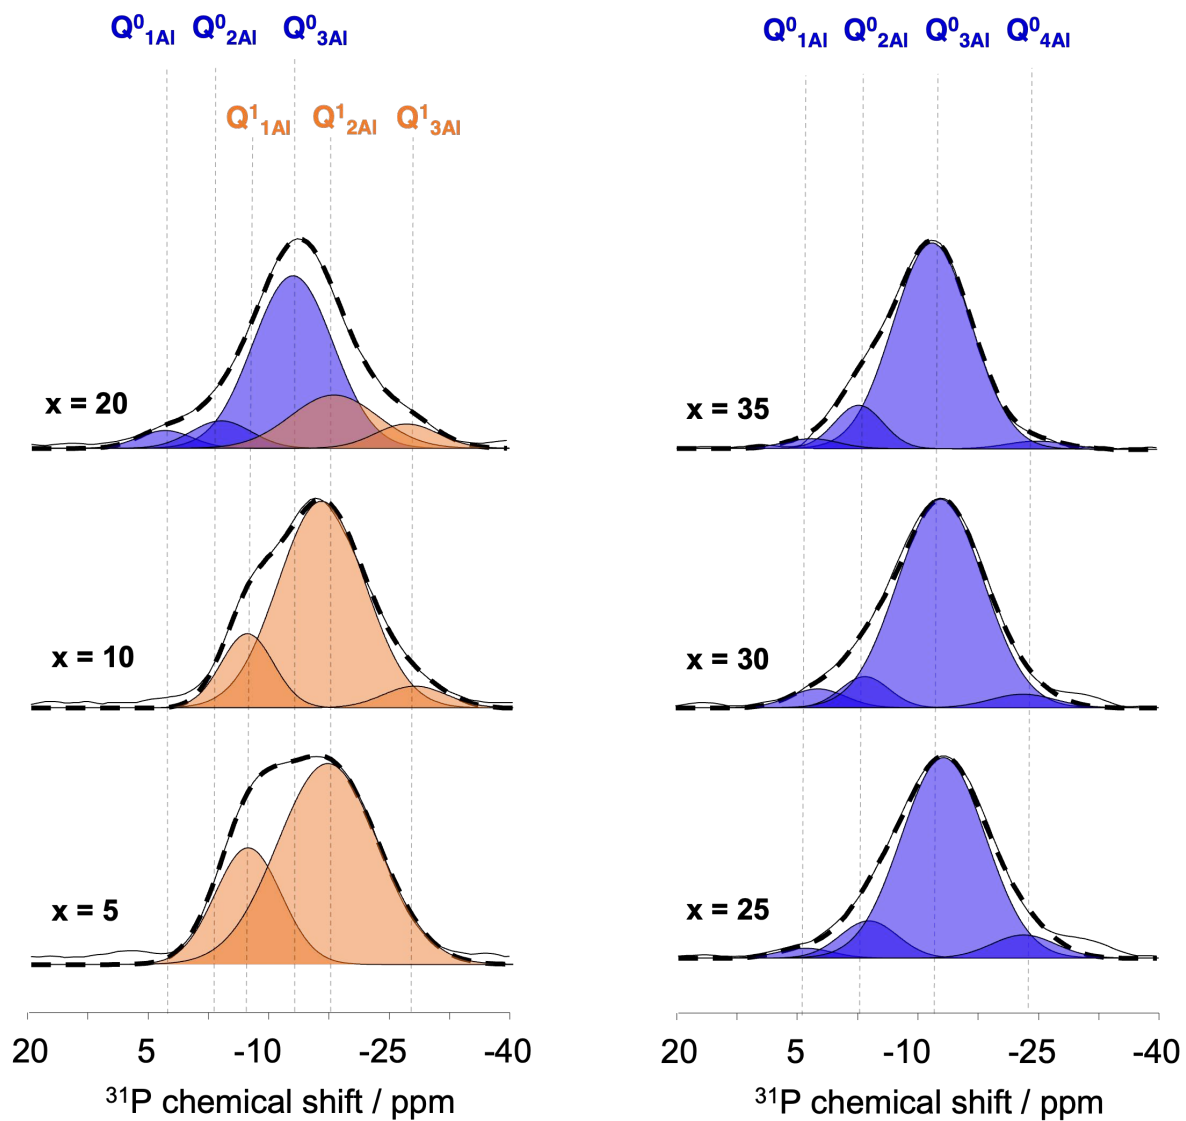 Q⁰1Al Q⁰2Al Q⁰3Al
Q¹1Al Q¹2Al Q¹3Al
x = 20
x = 10
x = 5
20 5 -10 -25 -40
³¹P chemical shift / ppm
Q⁰1Al Q⁰2Al Q⁰3Al Q⁰4Al
x = 35
x = 30
x = 25
20 5 -10 -25 -40
³¹P chemical shift / ppm